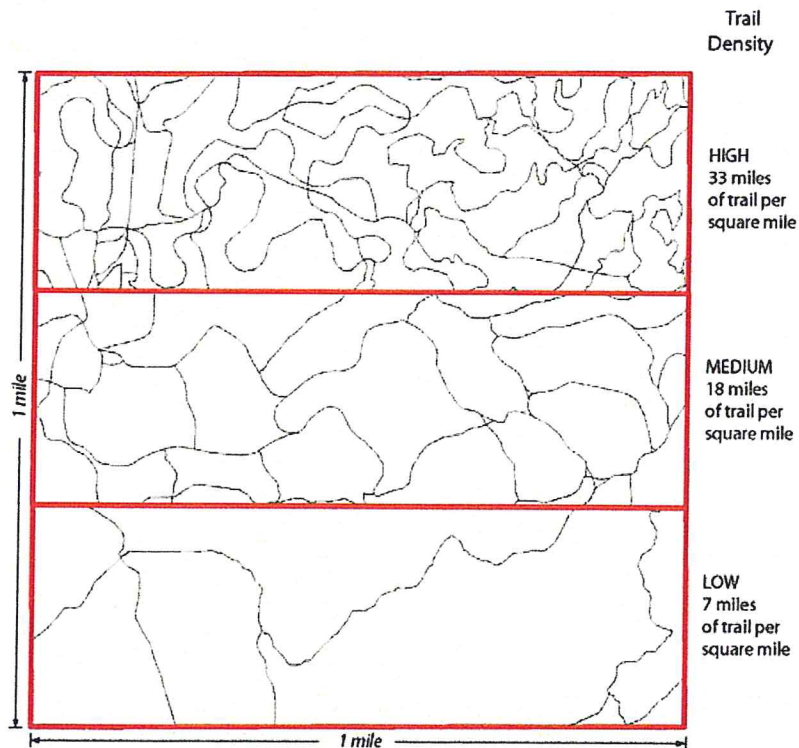 Trail
Density
HIGH
33 miles
of trail per
square mile
1 mile
MEDIUM
18 miles
of trail per
square mile
LOW
7 miles
of trail per
square mile
1 mile